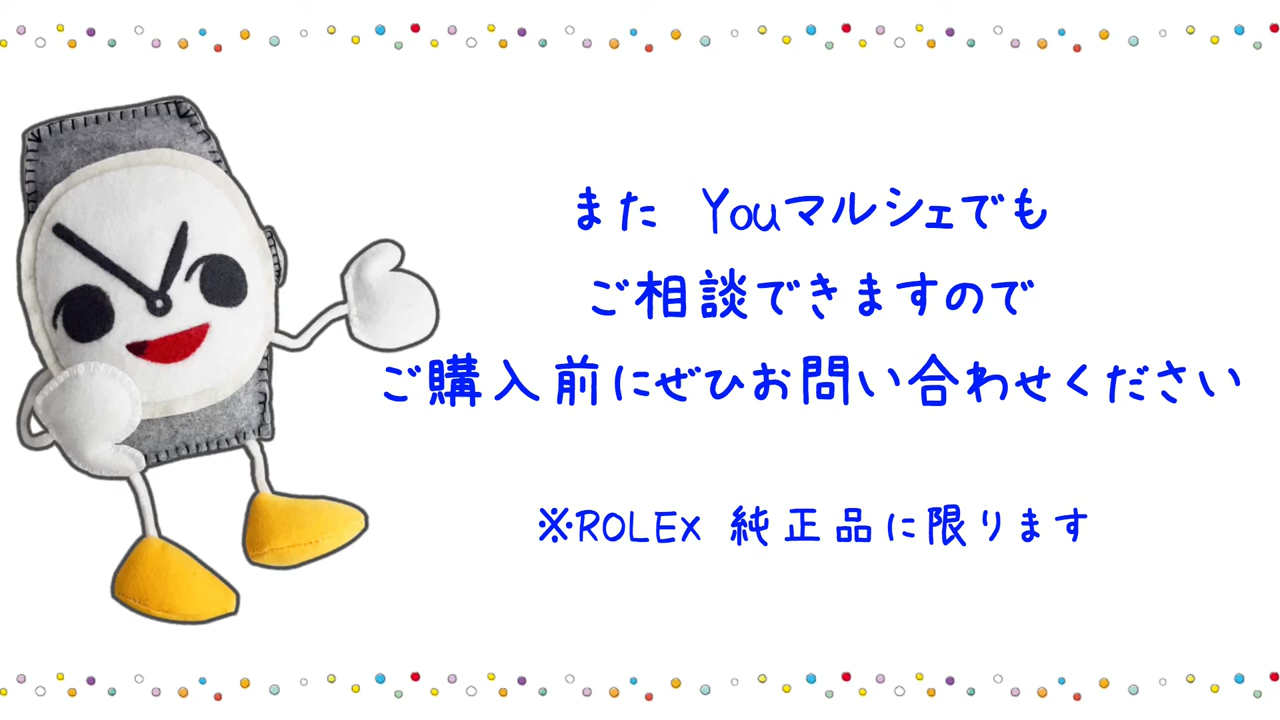 また Youマルシェでも
ご相談できますので
ご購入前にぜひお問い合わせください
※ROLEX 純正品に限ります